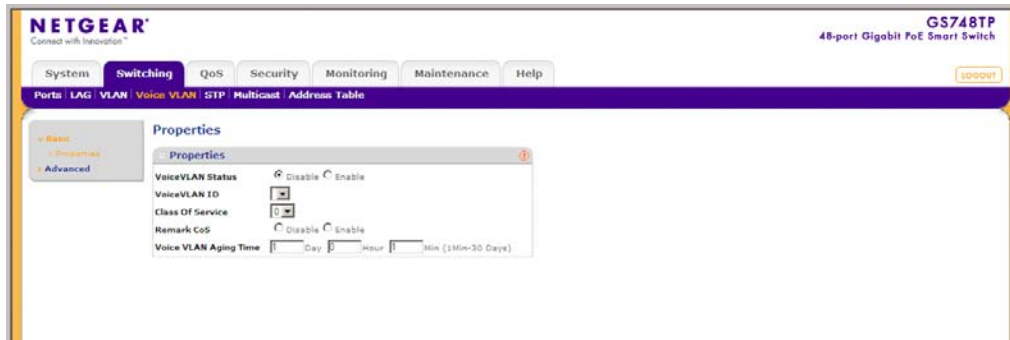 NETGEAR®
Connect with Innovation™
GS748TP
48-port Gigabit PoE Smart Switch
System Switching QoS Security Monitoring Maintenance Help
LOGOUT
Ports LAG VLAN Voice VLAN STP Multicast Address Table
Basic
Properties
Advanced
Properties
Properties
VoiceVLAN Status Disable Enable
VoiceVLAN ID
Class Of Service 0
Remark CoS Disable Enable
Voice VLAN Aging Time 1 Day 0 Hour 1 Min (1Min-30 Days)